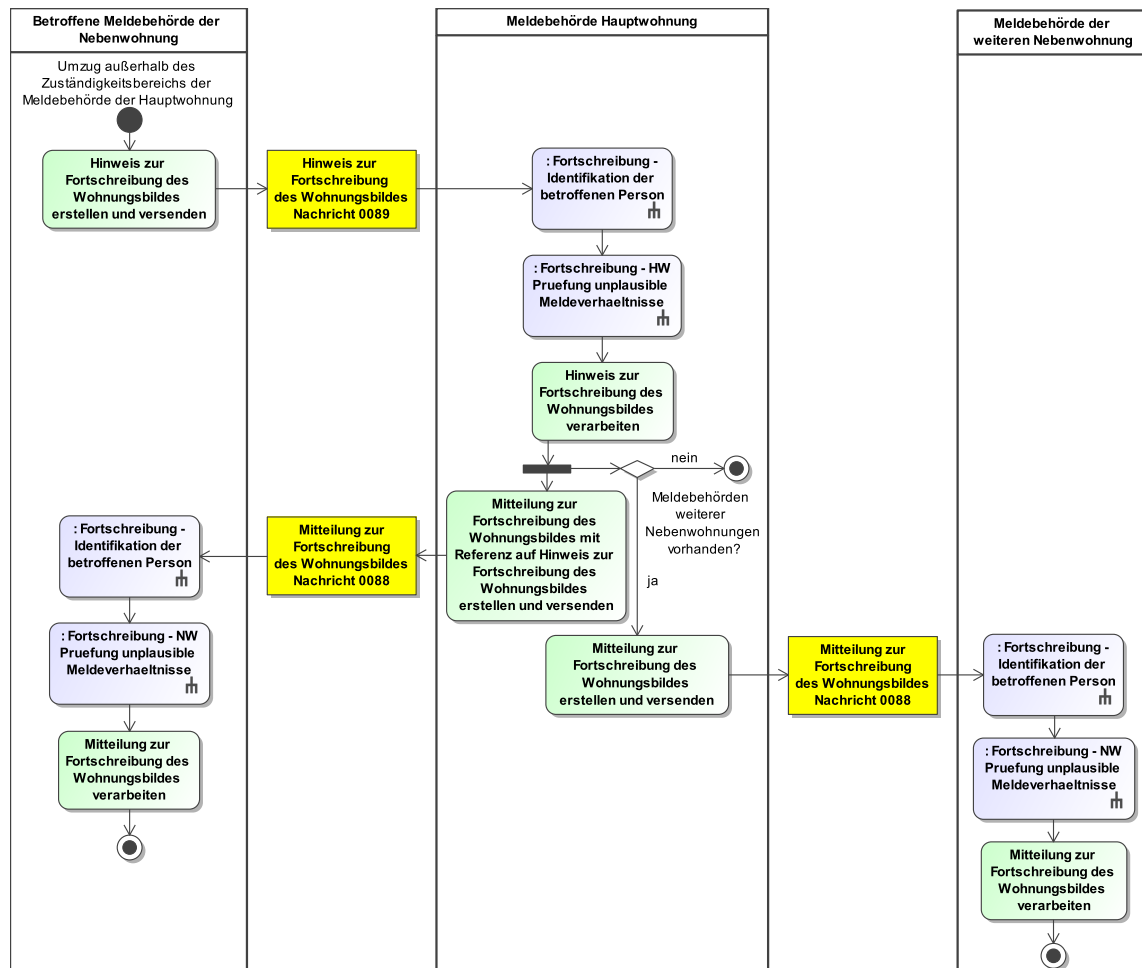 Betroffene Meldebehörde der
Nebenwohnung
Meldebehörde Hauptwohnung
Meldebehörde der
weiteren Nebenwohnung
Umzug außerhalb des
Zuständigkeitsbereichs der
Meldebehörde der Hauptwohnung
Hinweis zur
Fortschreibung des
Wohnungsbildes
erstellen und versenden
Hinweis zur
Fortschreibung
des Wohnungsbildes
Nachricht 0089
: Fortschreibung -
Identifikation der
betroffenen Person
: Fortschreibung - HW
Pruefung unplausible
Meldeverhaeltnisse
Hinweis zur
Fortschreibung des
Wohnungsbildes
verarbeiten
nein
Meldebehörden
weiterer
Nebenwohnungen
vorhanden?
ja
Mitteilung zur
Fortschreibung des
Wohnungsbildes mit
Referenz auf Hinweis zur
Fortschreibung des
Wohnungsbildes
erstellen und versenden
Mitteilung zur
Fortschreibung
des Wohnungsbildes
Nachricht 0088
: Fortschreibung -
Identifikation der
betroffenen Person
: Fortschreibung - NW
Pruefung unplausible
Meldeverhaeltnisse
Mitteilung zur
Fortschreibung des
Wohnungsbildes
verarbeiten
Mitteilung zur
Fortschreibung des
Wohnungsbildes
erstellen und versenden
Mitteilung zur
Fortschreibung
des Wohnungsbildes
Nachricht 0088
: Fortschreibung -
Identifikation der
betroffenen Person
: Fortschreibung - NW
Pruefung unplausible
Meldeverhaeltnisse
Mitteilung zur
Fortschreibung des
Wohnungsbildes
verarbeiten